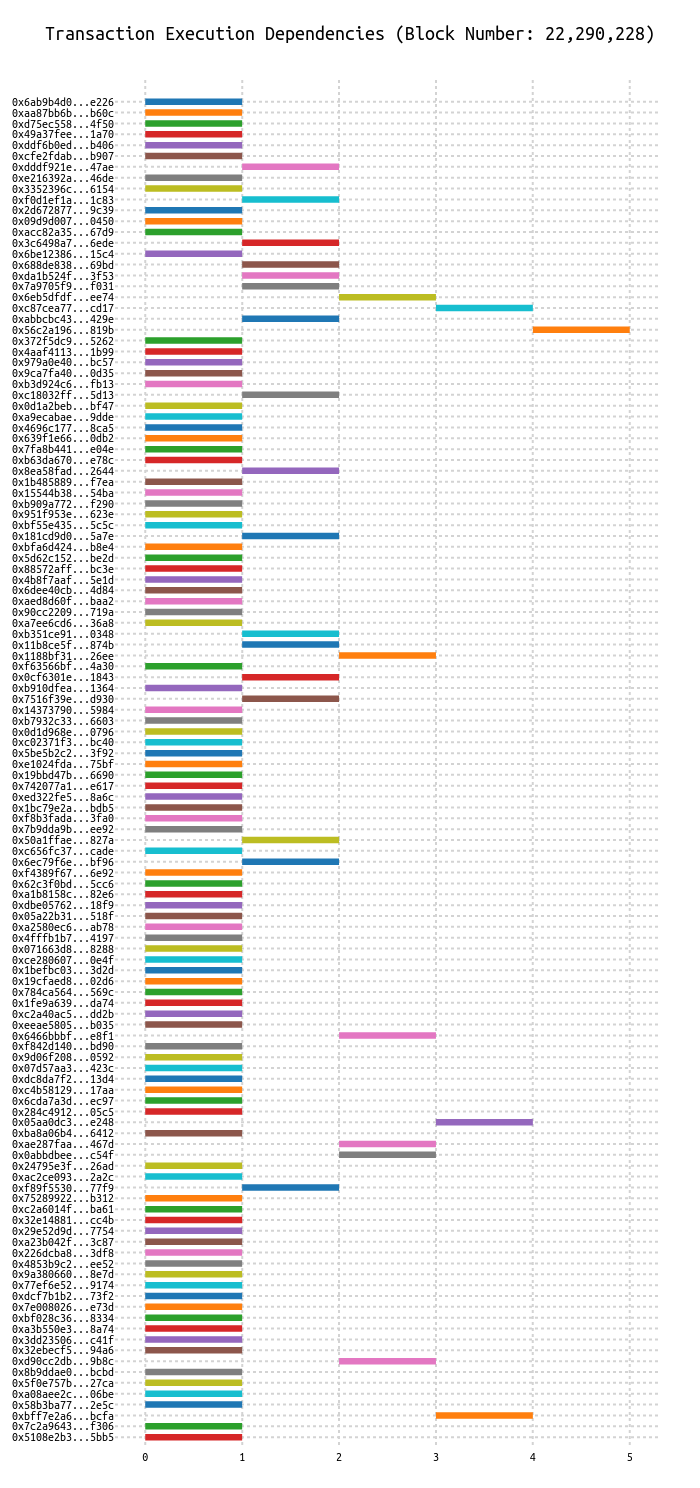 Transaction Execution Dependencies (Block Number: 22,290,228)
0x6ab9b4d0...e226
0xaa87bb6b...b60c
0xd75ec558...4f50
0x49a37fee...1a70
0xddf6b0ed...b406
0xcfe2fdab...b907
0xdddf921e...47ae
0xe216392a...46de
0x3352396c...6154
0xf0d1ef1a...1c83
0x2d672877...9c39
0x09d9d007...0450
0xacc82a35...67d9
0x3c6498a7...6ede
0x6be12386...15c4
0x688de838...69bd
0xda1b524f...3f53
0x7a9705f9...f031
0x6eb5dfdf...ee74
0xc87cea77...cd17
0xabbcbc43...429e
0x56c2a196...819b
0x372f5dc9...5262
0x4aaf4113...1b99
0x979a0e40...bc57
0x9ca7fa40...0d35
0xb3d924c6...fb13
0xc18032ff...5d13
0x0d1a2beb...bf47
0xa9ecabae...9dde
0x4696c177...8ca5
0x639f1e66...0db2
0x7fa8b441...e04e
0xb63da670...e78c
0x8ea58fad...2644
0x1b485889...f7ea
0x15544b38...54ba
0xb909a772...f290
0x951f953e...623e
0xbf55e435...5c5c
0x181cd9d0...5a7e
0xbfa6d424...b8e4
0x5d62c152...be2d
0x88572aff...bc3e
0x4b8f7aaf...5e1d
0x6dee40cb...4d84
0xaed8d60f...baa2
0x90cc2209...719a
0xa7ee6cd6...36a8
0xb351ce91...0348
0x11b8ce5f...874b
0x1188bf31...26ee
0xf63566bf...4a30
0x0cf6301e...1843
0xb910dfea...1364
0x7516f39e...d930
0x14373790...5984
0xb7932c33...6603
0x0d1d968e...0796
0xc02371f3...bc40
0x5be5b2c2...3f92
0xe1024fda...75bf
0x19bbd47b...6690
0x742077a1...e617
0xed322fe5...8a6c
0x1bc79e2a...bdb5
0xf8b3fada...3fa0
0x7b9dda9b...ee92
0x50a1ffae...827a
0xc656fc37...cade
0x6ec79f6e...bf96
0xf4389f67...6e92
0x62c3f0bd...5cc6
0xa1b8158c...82e6
0xdbe05762...18f9
0x05a22b31...518f
0xa2580ec6...ab78
0x4fffb1b7...4197
0x071663d8...8288
0xce280607...0e4f
0x1befbc03...3d2d
0x19cfaed8...02d6
0x784ca564...569c
0x1fe9a639...da74
0xc2a40ac5...dd2b
0xeeae5805...b035
0x6466bbbf...e8f1
0xf842d140...bd90
0x9d06f208...0592
0x07d57aa3...423c
0xdc8da7f2...13d4
0xc4b58129...17aa
0x6cda7a3d...ec97
0x284c4912...05c5
0x05aa0dc3...e248
0xba8a06b4...6412
0xae287faa...467d
0x0abbdbee...c54f
0x24795e3f...26ad
0xac2ce093...2a2c
0xf89f5530...77f9
0x75289922...b312
0xc2a6014f...ba61
0x32e14881...cc4b
0x29e52d9d...7754
0xa23b042f...3c87
0x226dcba8...3df8
0x4853b9c2...ee52
0x9a380660...8e7d
0x77ef6e52...9174
0xdcf7b1b2...73f2
0x7e008026...e73d
0xbf028c36...8334
0xa3b550e3...8a74
0x3dd23506...c41f
0x32ebecf5...94a6
0xd90cc2db...9b8c
0x8b9ddae0...bcbd
0x5f0e757b...27ca
0xa08aee2c...06be
0x58b3ba77...2e5c
0xbff7e2a6...bcfa
0x7c2a9643...f306
0x5108e2b3...5bb5
0 1 2 3 4 5